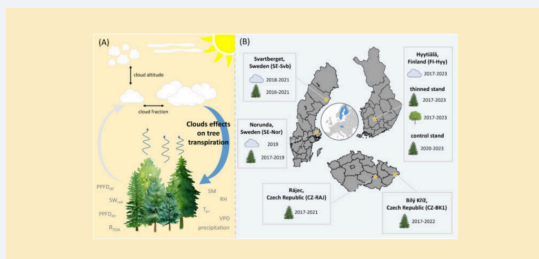 (A)
cloud altitude
cloud fraction
Clouds effects
on tree
transpiration
SM
RH
VPD
precipitation
(B)
Svartberget,
Sweden (SE-Svb)
2018-2021
2016-2021
Norunda,
Sweden (SE-Nor)
2019
2017-2019
Hyytiälä,
Finland (FI-Hyy)
2017-2023
thinned stand
2017-2023
2017-2023
control stand
2020-2023
Rájec,
Czech Republic (CZ-RAJ)
2017-2021
Bílý Kříž,
Czech Republic (CZ-BK1)
2017-2022